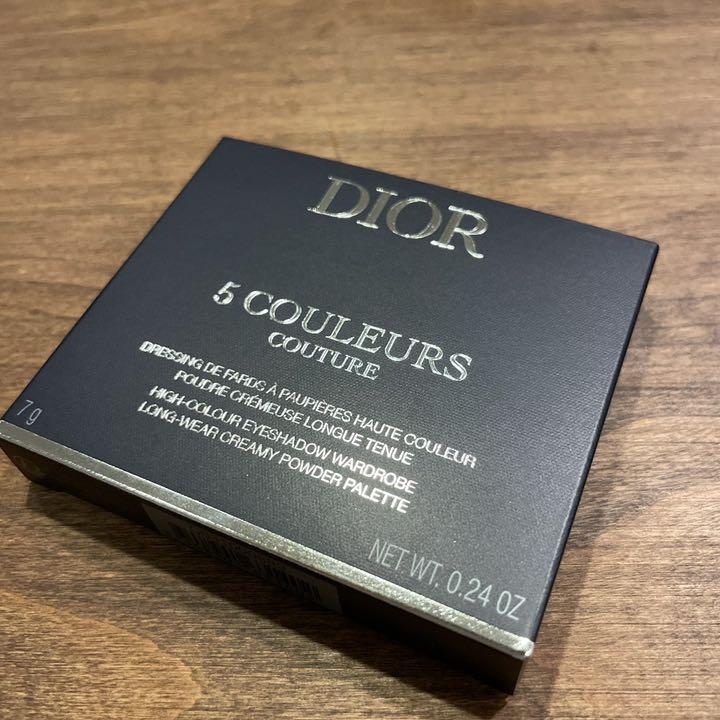 DIOR
5 COULEURS
COUTURE
DRESSING DE FARDS À PAUPIÈRES HAUTE COULEUR
POUDRE CRÉMEUSE LONGUE TENUE
HIGH-COLOUR EYESHADOW WARDROBE
LONG-WEAR CREAMY POWDER PALETTE
7 g
NET WT. 0.24 OZ